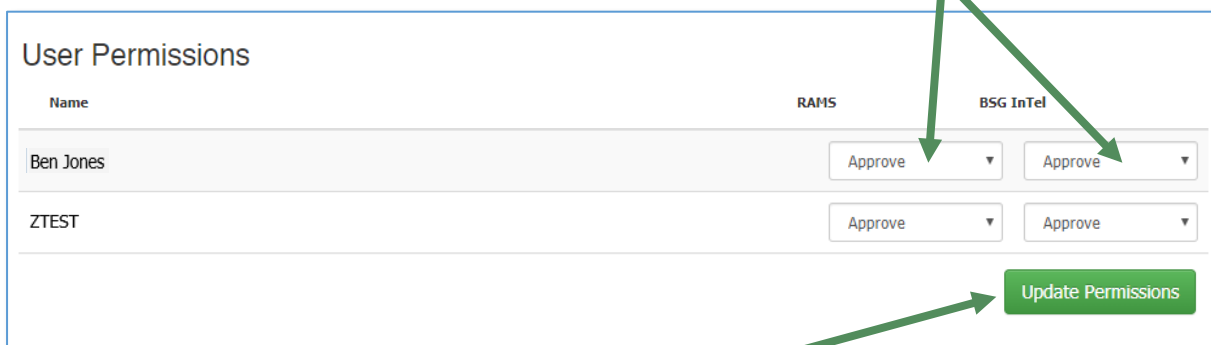 User Permissions
Name RAMS BSG InTel
Ben Jones Approve Approve
ZTEST Approve Approve
Update Permissions